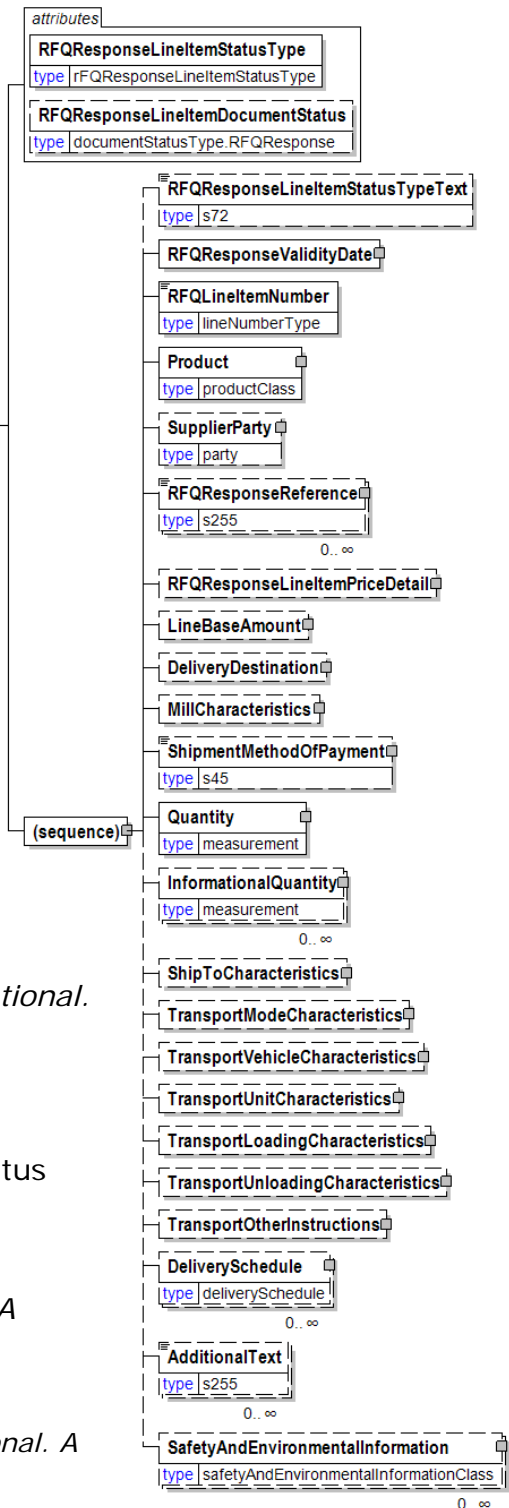 attributes
RFQResponseLineItemStatusType
type rFQResponseLineItemStatusType
RFQResponseLineItemDocumentStatus
type documentStatusType.RFQResponse
RFQResponseLineItemStatusTypeText
type s72
RFQResponseValidityDate
RFQLineItemNumber
type lineNumberType
Product
type productClass
SupplierParty
type party
RFQResponseReference
type s255
0.. ∞
RFQResponseLineItemPriceDetail
LineBaseAmount
DeliveryDestination
MillCharacteristics
ShipmentMethodOfPayment
type s45
(sequence)
Quantity
type measurement
InformationalQuantity
type measurement
0.. ∞
tional.
ShipToCharacteristics
TransportModeCharacteristics
TransportVehicleCharacteristics
TransportUnitCharacteristics
TransportLoadingCharacteristics
tus
TransportUnloadingCharacteristics
TransportOtherInstructions
DeliverySchedule
type deliverySchedule
0.. ∞
A
AdditionalText
type s255
0.. ∞
nal. A
SafetyAndEnvironmentalInformation
type safetyAndEnvironmentalInformationClass
0.. ∞